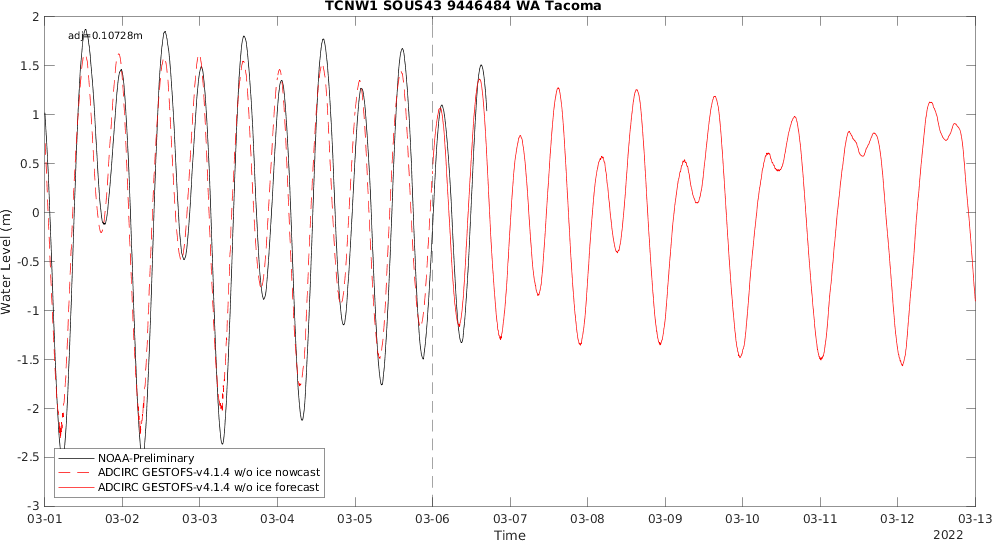 TCNW1 SOUS43 9446484 WA Tacoma
adj=0.10728m
Water Level (m)
2
1.5
1
0.5
0
-0.5
-1
-1.5
-2
-2.5
-3
NOAA-Preliminary
ADCIRC GESTOFS-v4.1.4 w/o ice nowcast
ADCIRC GESTOFS-v4.1.4 w/o ice forecast
03-01 03-02 03-03 03-04 03-05 03-06 03-07 03-08 03-09 03-10 03-11 03-12 03-13
Time
2022